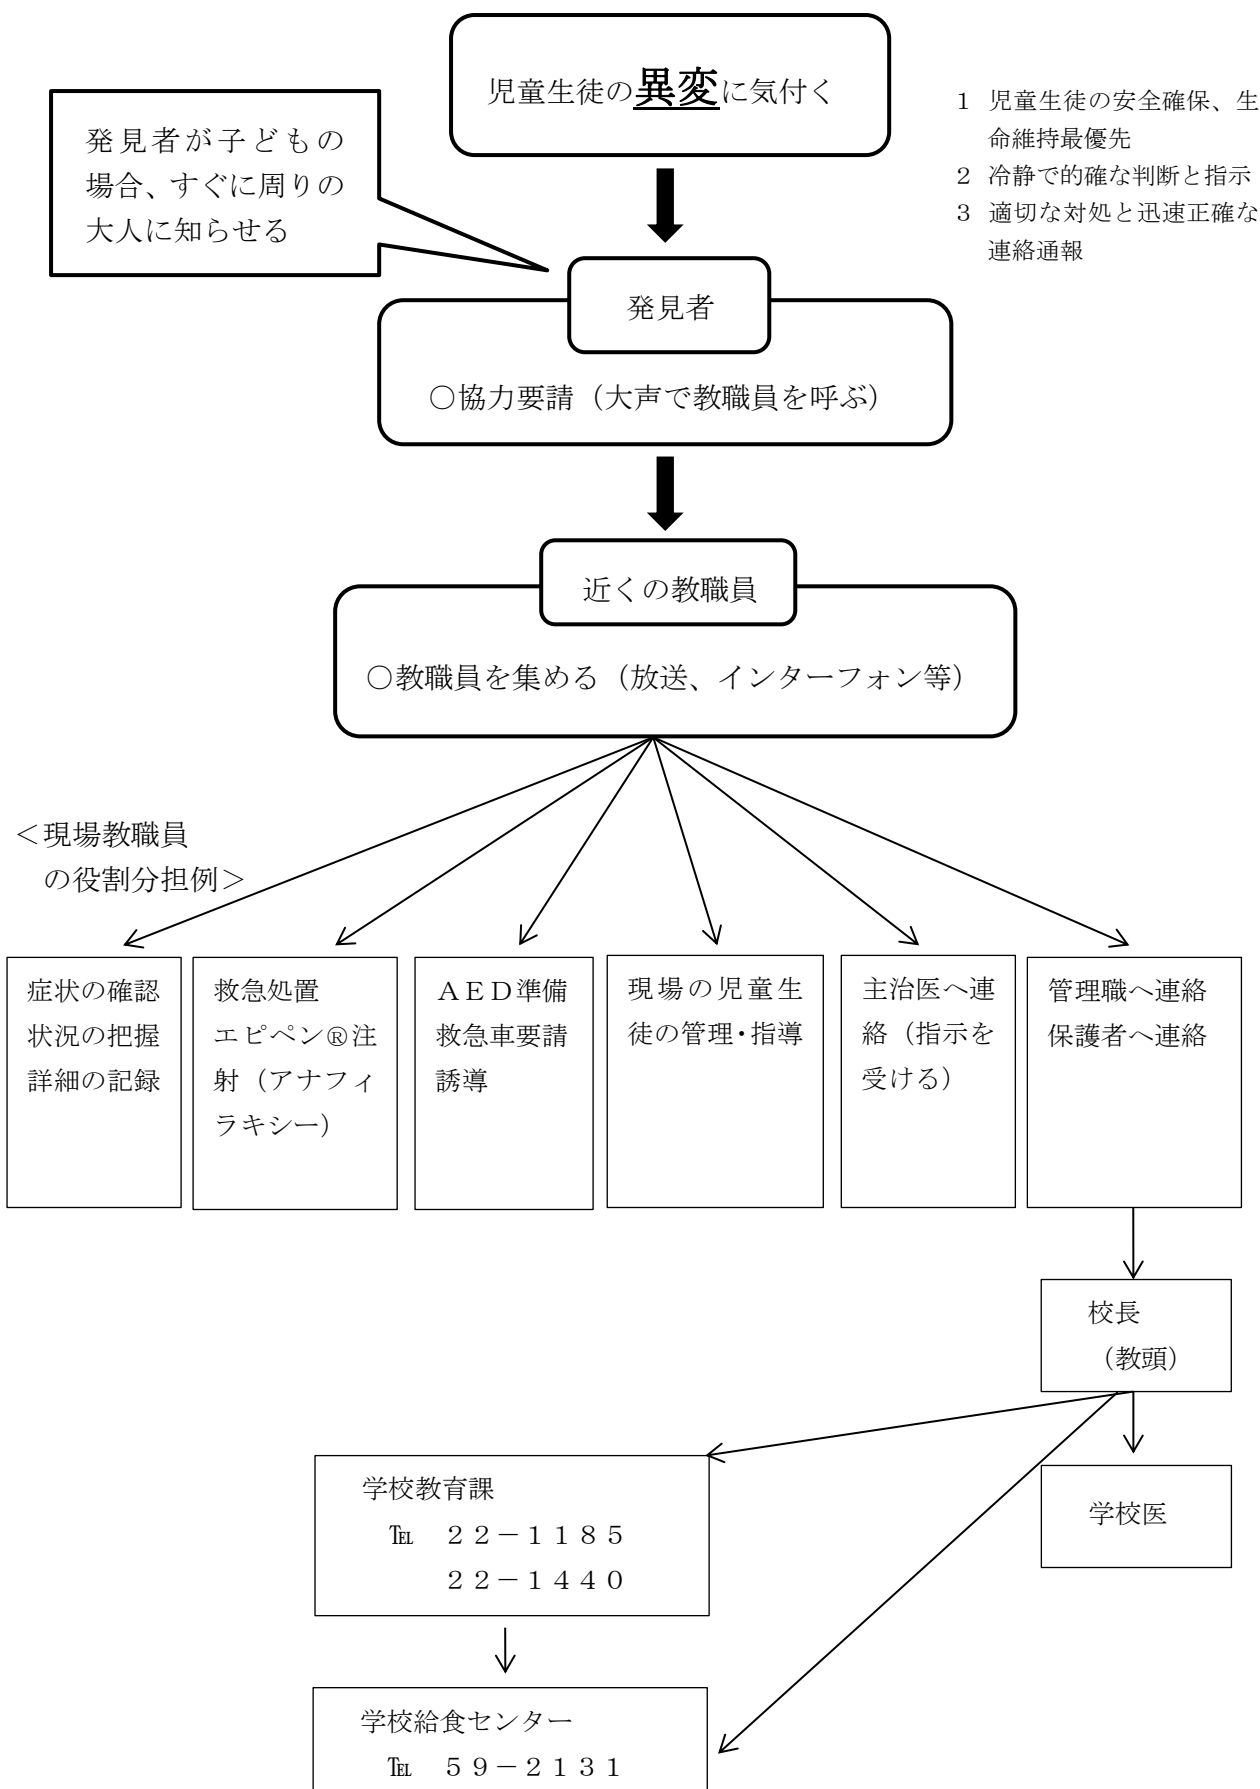 児童生徒の異変に気付く
発見者が子どもの
場合、すぐに周りの
大人に知らせる
1 児童生徒の安全確保、生
命維持最優先
2 冷静で的確な判断と指示
3 適切な対処と迅速正確な
連絡通報
発見者
○協力要請（大声で教職員を呼ぶ）
近くの教職員
○教職員を集める（放送、インターフォン等）
＜現場教職員
の役割分担例＞
症状の確認
状況の把握
詳細の記録
救急処置
エピペン®注
射（アナフィ
ラキシー）
ＡＥＤ準備
救急車要請
誘導
現場の児童生
徒の管理・指導
主治医へ連
絡（指示を
受ける）
管理職へ連絡
保護者へ連絡
校長
（教頭）
学校教育課
℡ ２２－１１８５
２２－１４４０
学校医
学校給食センター
℡ ５９－２１３１